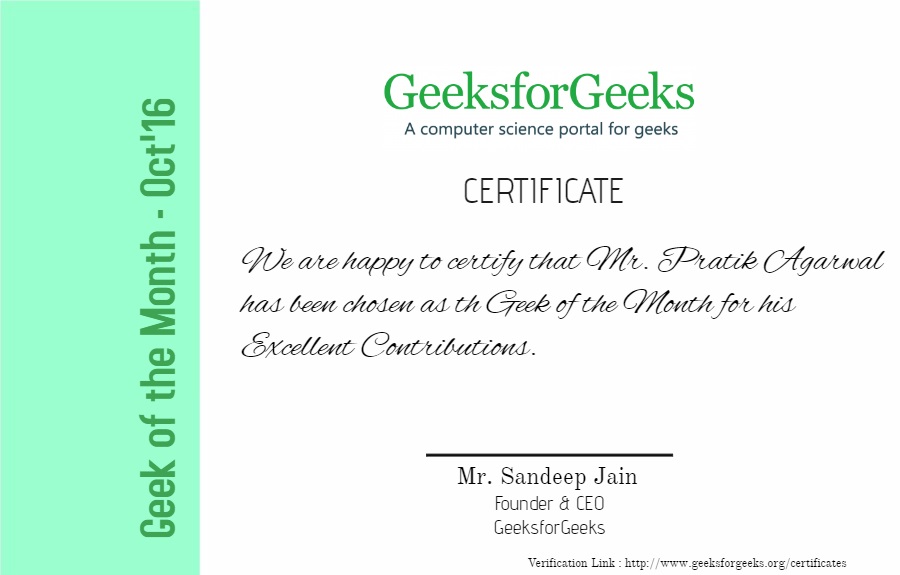 Geek of the Month - Oct'16
GeeksforGeeks
A computer science portal for geeks
CERTIFICATE
We are happy to certify that Mr. Pratik Agarwal
has been chosen as th Geek of the Month for his
Excellent Contributions.
Mr. Sandeep Jain
Founder & CEO
GeeksforGeeks
Verification Link : http://www.geeksforgeeks.org/certificates